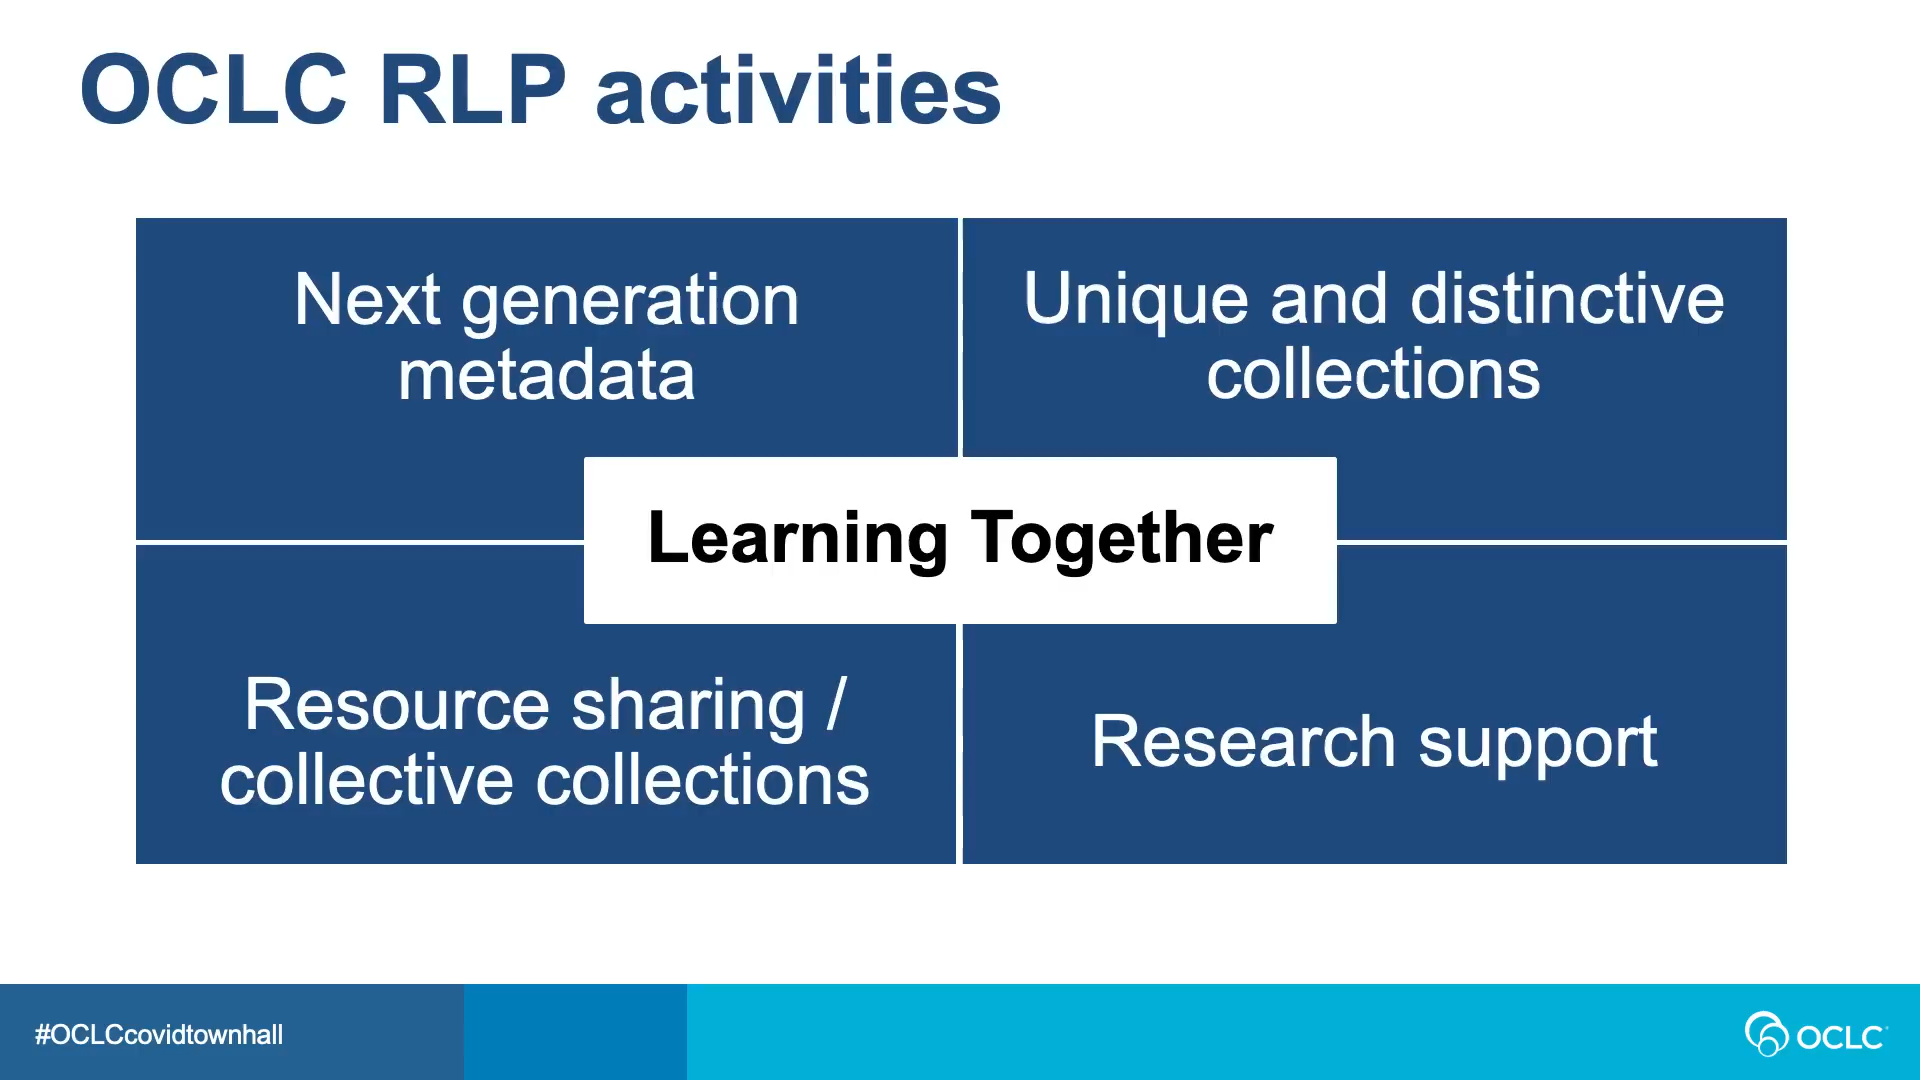 OCLC RLP activities
Next generation
metadata
Unique and distinctive
collections
Learning Together
Resource sharing /
collective collections
Research support
#OCLCcovidtownhall
OCLC